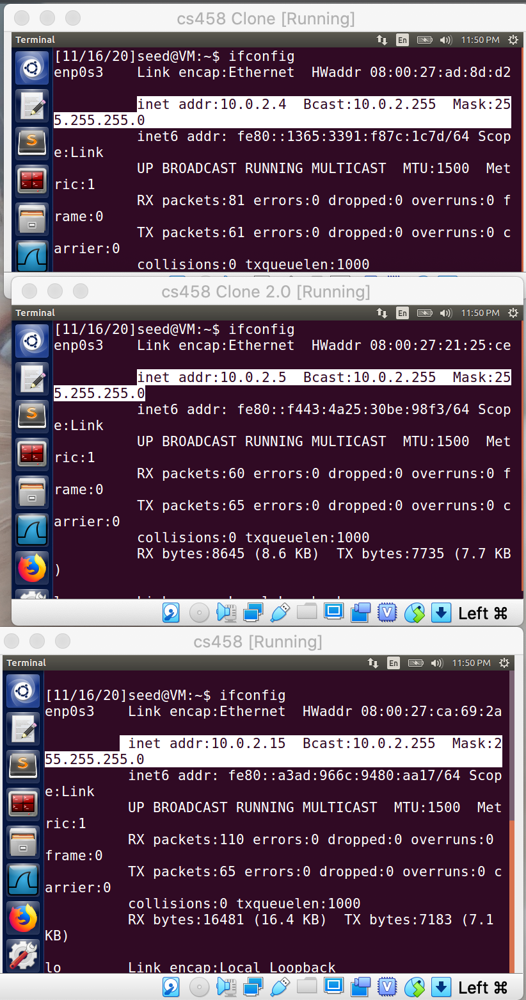 cs458 Clone [Running]
Terminal En 11:50 PM
[11/16/20]seed@VM:~$ ifconfig
enp0s3 Link encap:Ethernet HWaddr 08:00:27:ad:8d:d2
inet addr:10.0.2.4 Bcast:10.0.2.255 Mask:25
5.255.255.0
inet6 addr: fe80::1365:3391:f87c:1c7d/64 Scop
e:Link
UP BROADCAST RUNNING MULTICAST MTU:1500 Met
ric:1
RX packets:81 errors:0 dropped:0 overruns:0 f
rame:0
TX packets:61 errors:0 dropped:0 overruns:0 c
arrier:0
collisions:0 txqueuelen:1000
cs458 Clone 2.0 [Running]
Terminal En 11:50 PM
[11/16/20]seed@VM:~$ ifconfig
enp0s3 Link encap:Ethernet HWaddr 08:00:27:21:25:ce
inet addr:10.0.2.5 Bcast:10.0.2.255 Mask:25
5.255.255.0
inet6 addr: fe80::f443:4a25:30be:98f3/64 Scop
e:Link
UP BROADCAST RUNNING MULTICAST MTU:1500 Met
ric:1
RX packets:60 errors:0 dropped:0 overruns:0 f
rame:0
TX packets:65 errors:0 dropped:0 overruns:0 c
arrier:0
collisions:0 txqueuelen:1000
RX bytes:8645 (8.6 KB) TX bytes:7735 (7.7 KB
)
Left ⌘
cs458 [Running]
Terminal En 11:50 PM
[11/16/20]seed@VM:~$ ifconfig
enp0s3 Link encap:Ethernet HWaddr 08:00:27:ca:69:2a
inet addr:10.0.2.15 Bcast:10.0.2.255 Mask:2
55.255.255.0
inet6 addr: fe80::a3ad:966c:9480:aa17/64 Scop
e:Link
UP BROADCAST RUNNING MULTICAST MTU:1500 Met
ric:1
RX packets:110 errors:0 dropped:0 overruns:0
frame:0
TX packets:65 errors:0 dropped:0 overruns:0 c
arrier:0
collisions:0 txqueuelen:1000
RX bytes:16481 (16.4 KB) TX bytes:7183 (7.1
KB)
lo Link encap:Local Loopback
Left ⌘